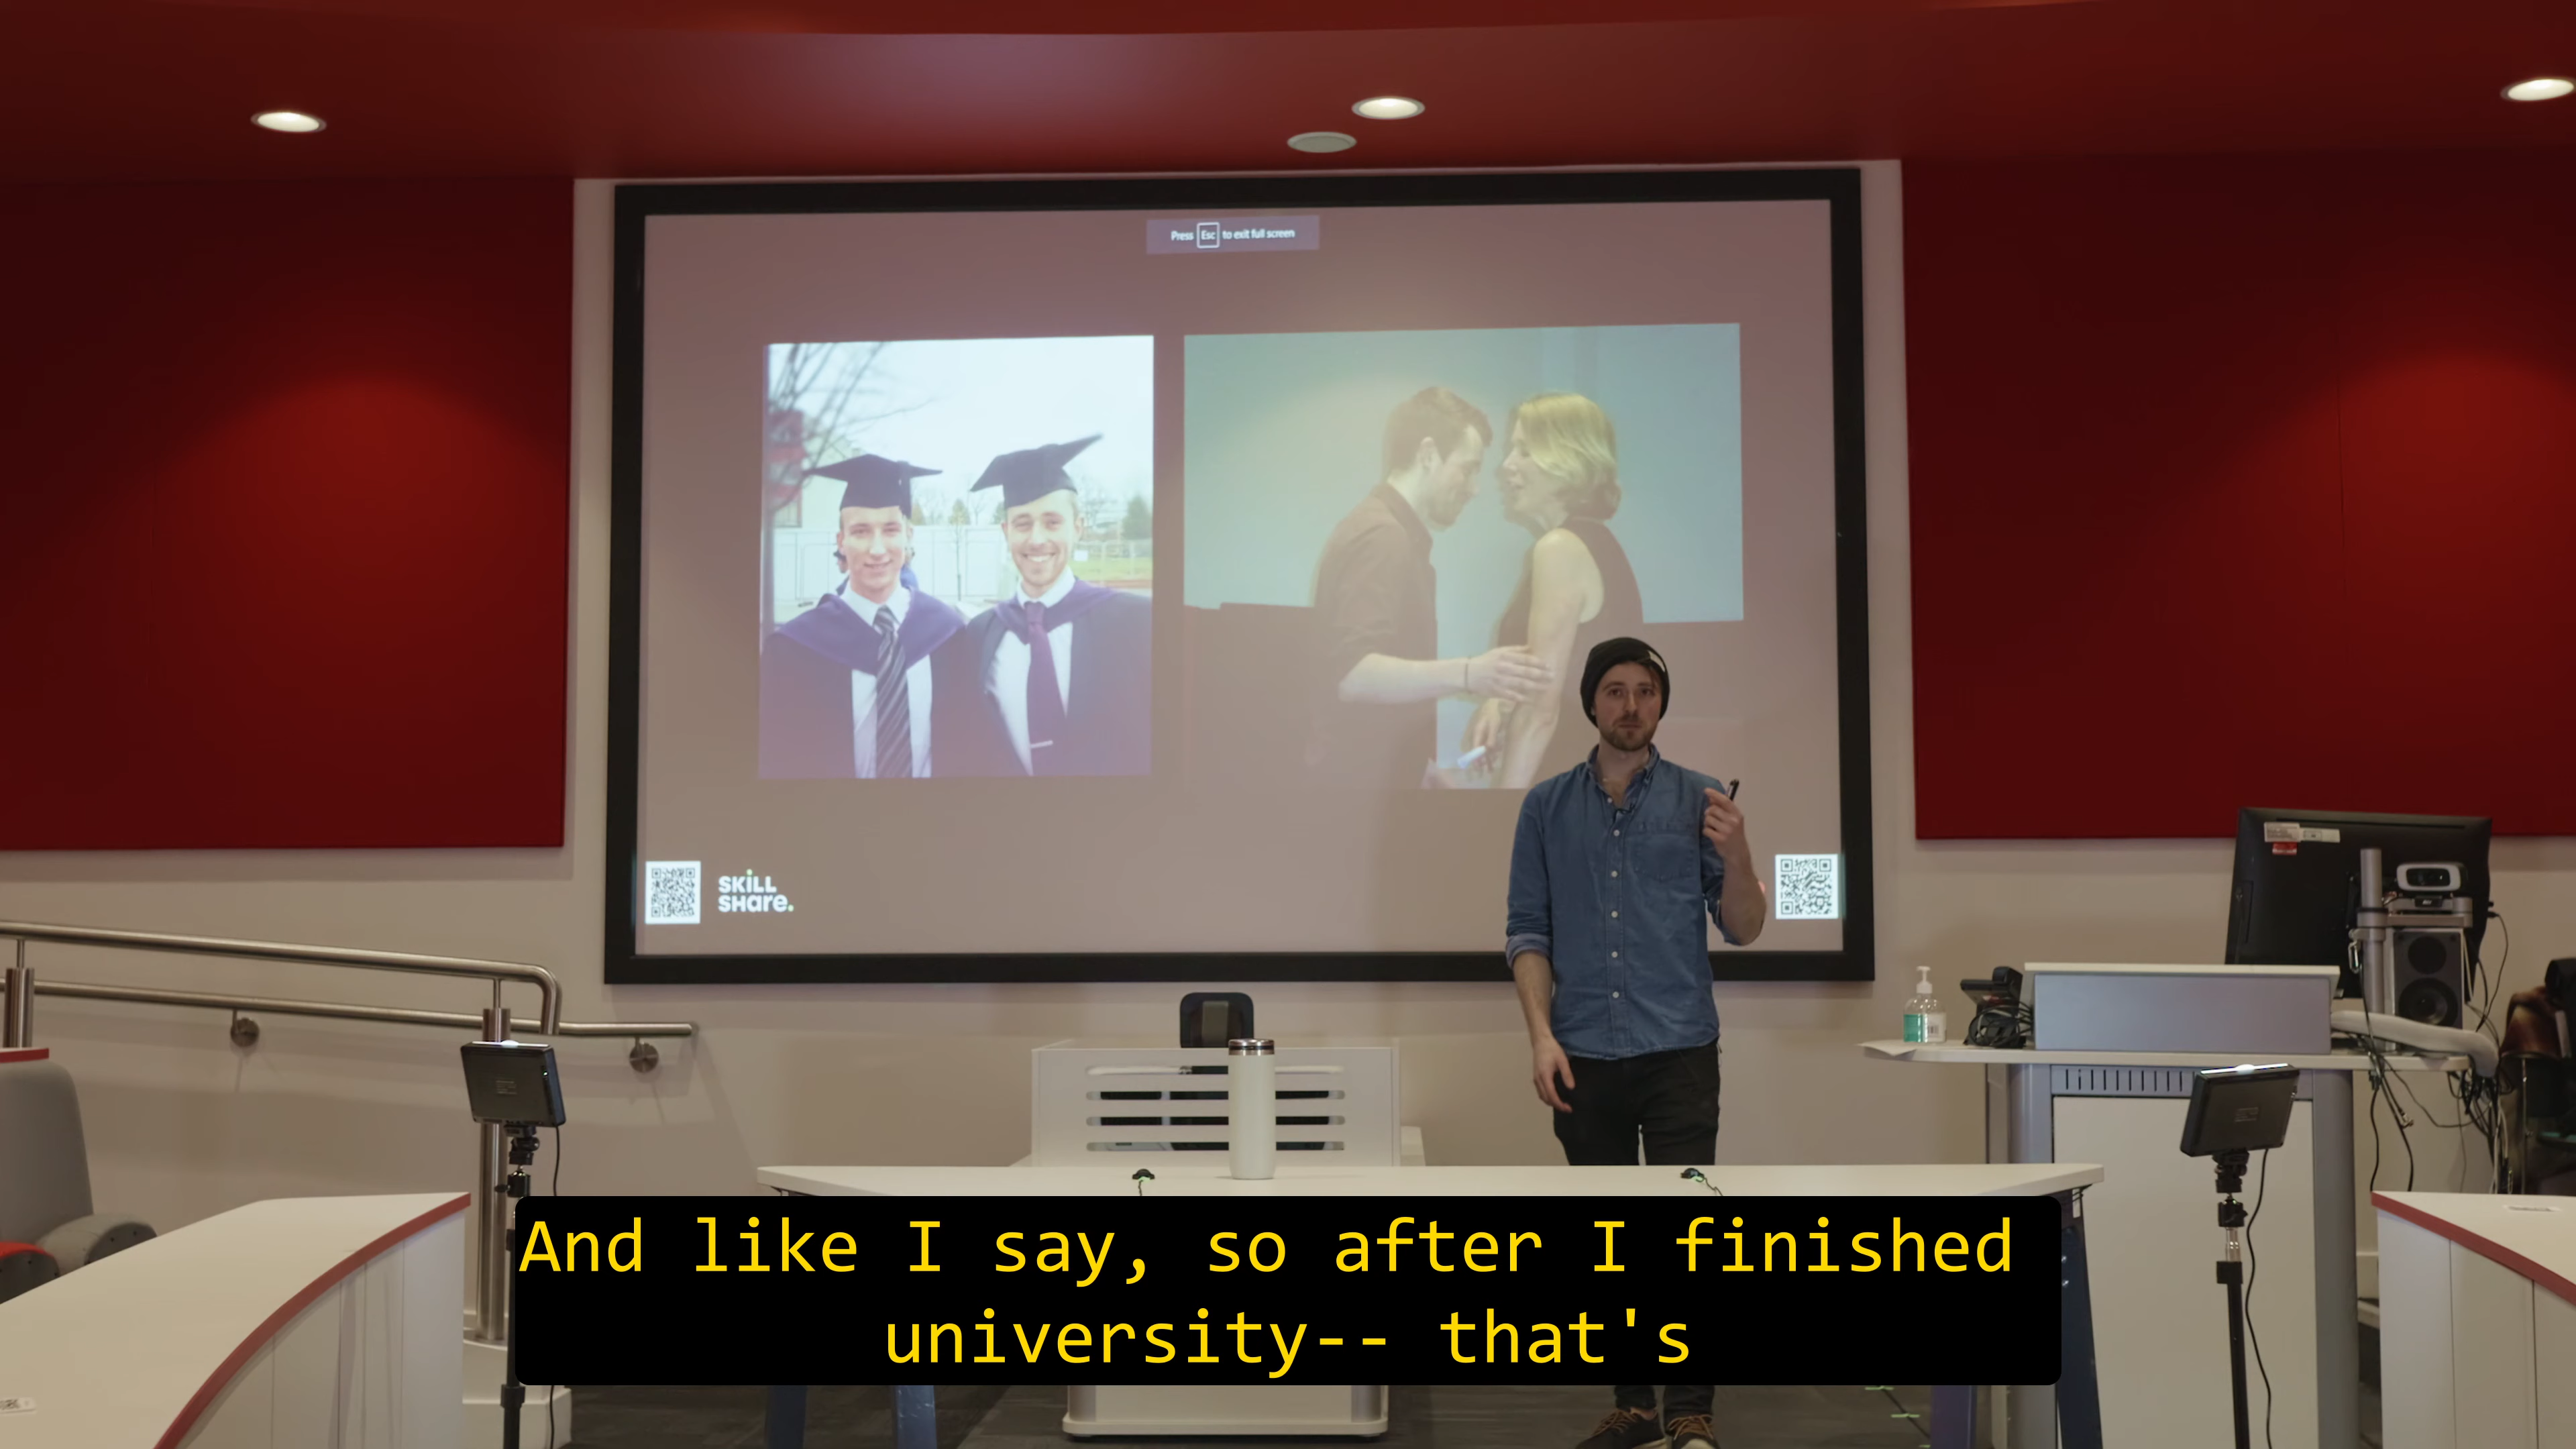 Press Esc to exit full screen
SKiLL
SHare.
And like I say, so after I finished
university-- that's